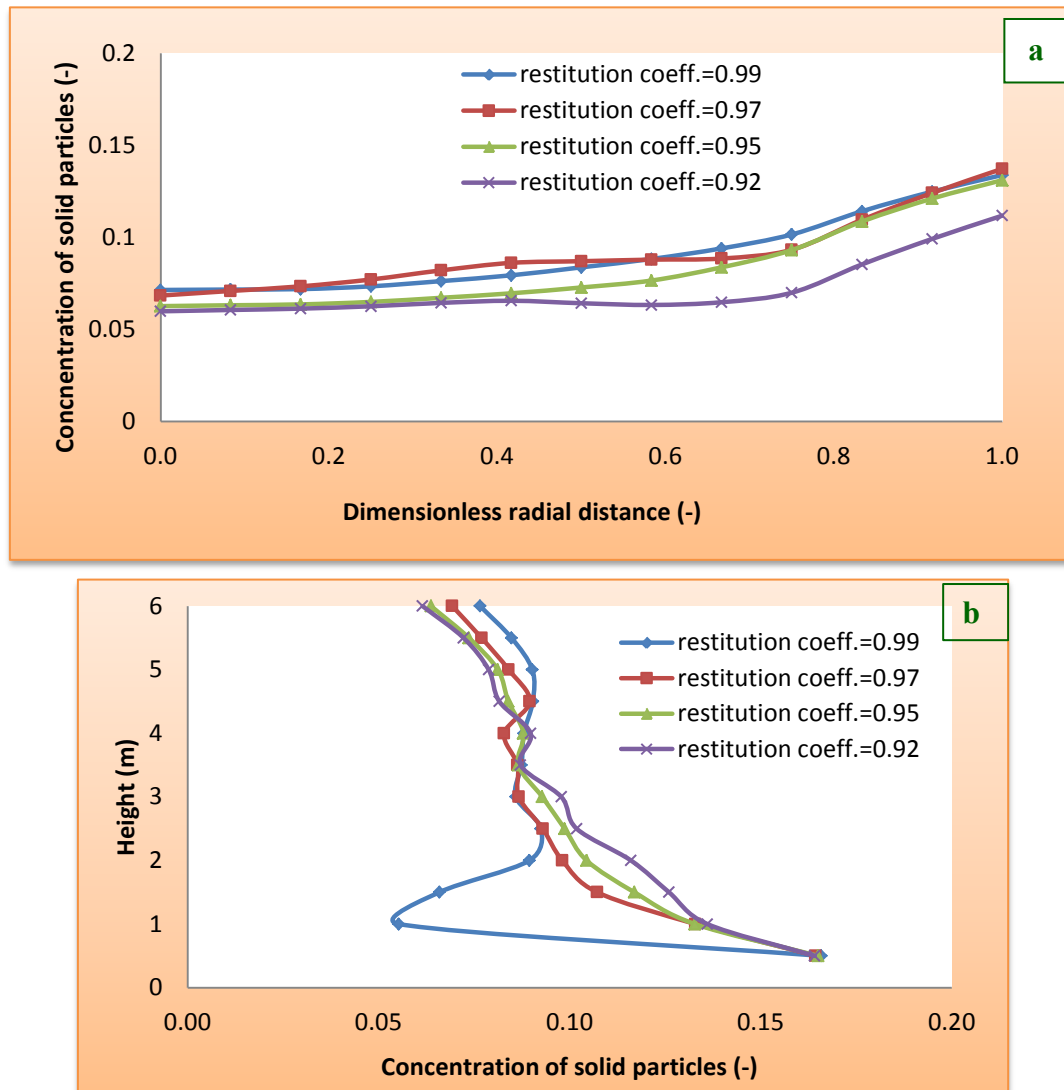 a
Concnentration of solid particles (-)
0.2
0.15
0.1
0.05
0
restitution coeff.=0.99
restitution coeff.=0.97
restitution coeff.=0.95
restitution coeff.=0.92
0.0 0.2 0.4 0.6 0.8 1.0
Dimensionless radial distance (-)
b
Height (m)
6
5
4
3
2
1
0
restitution coeff.=0.99
restitution coeff.=0.97
restitution coeff.=0.95
restitution coeff.=0.92
0.00 0.05 0.10 0.15 0.20
Concentration of solid particles (-)